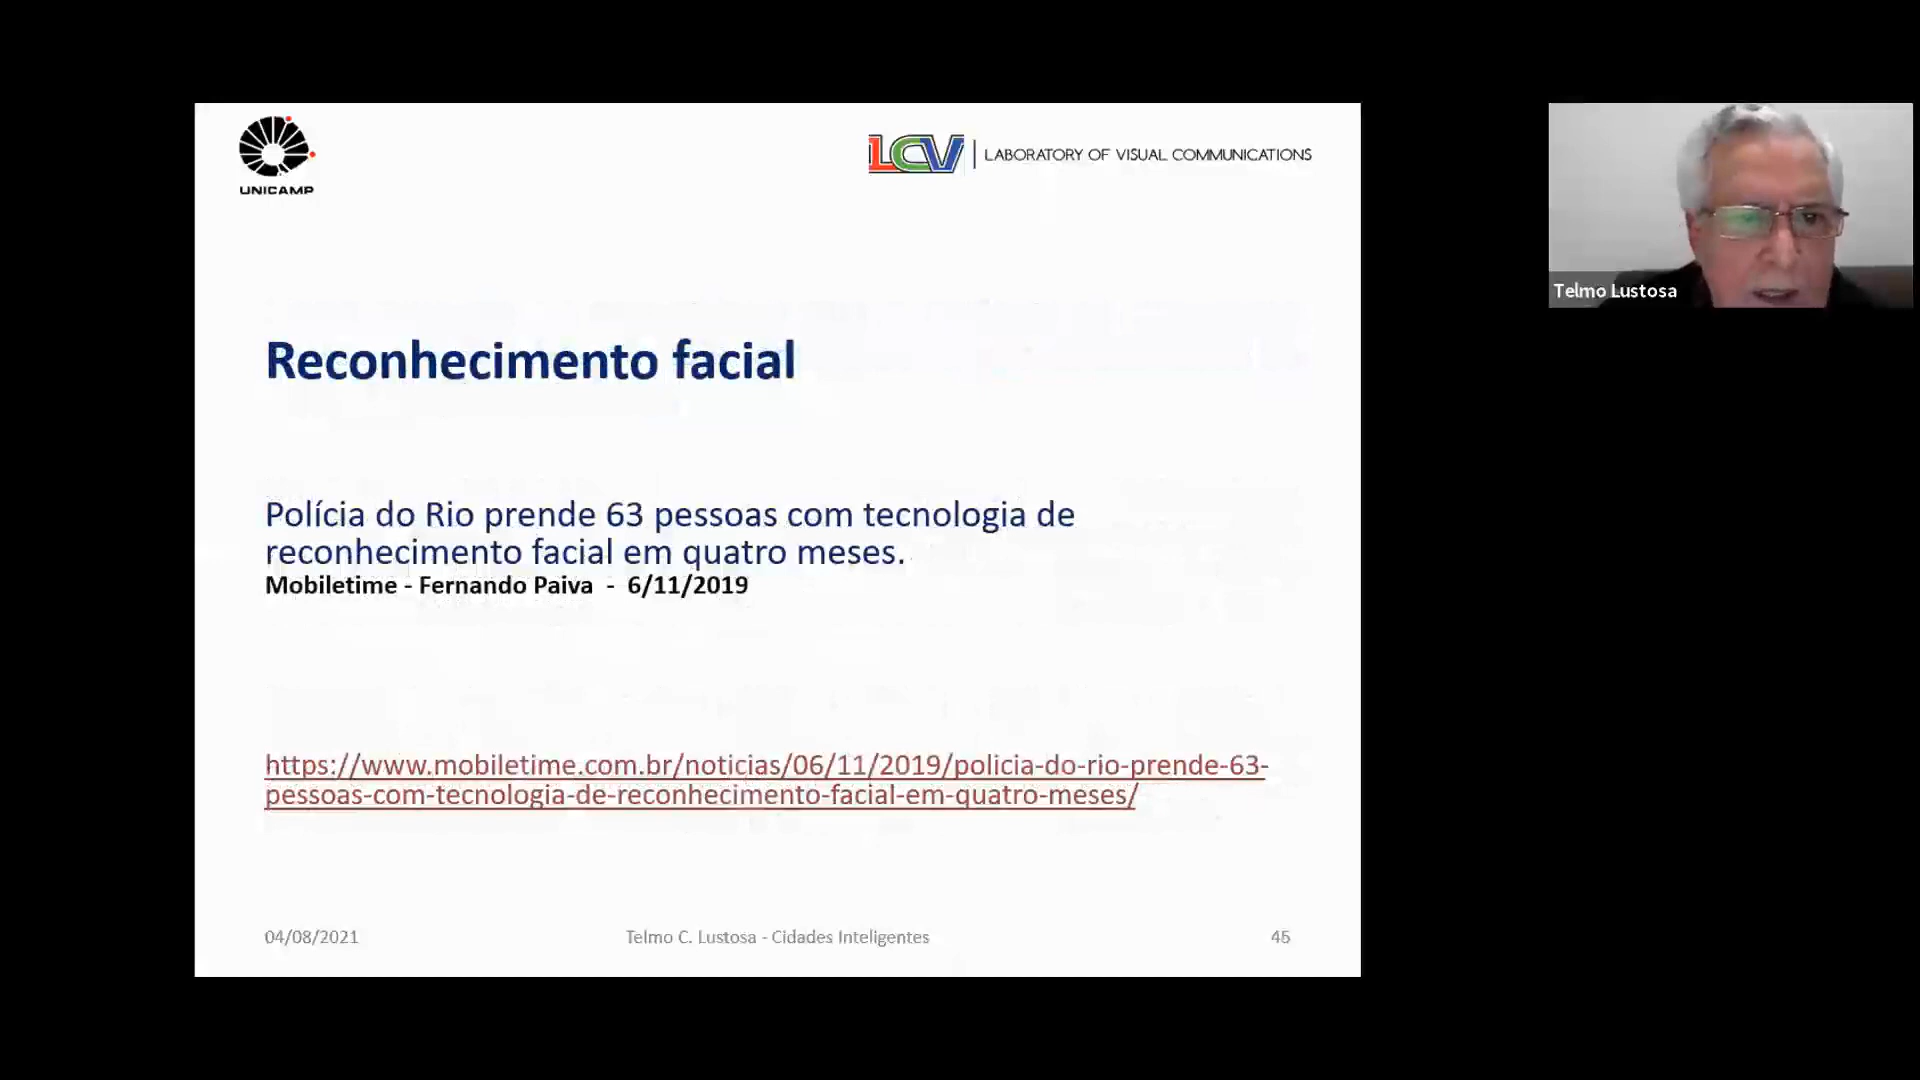 UNICAMP
LCV | LABORATORY OF VISUAL COMMUNICATIONS
Telmo Lustosa
Reconhecimento facial
Polícia do Rio prende 63 pessoas com tecnologia de
reconhecimento facial em quatro meses.
Mobiletime - Fernando Paiva - 6/11/2019
https://www.mobiletime.com.br/noticias/06/11/2019/policia-do-rio-prende-63-
pessoas-com-tecnologia-de-reconhecimento-facial-em-quatro-meses/
04/08/2021
Telmo C. Lustosa - Cidades Inteligentes
45